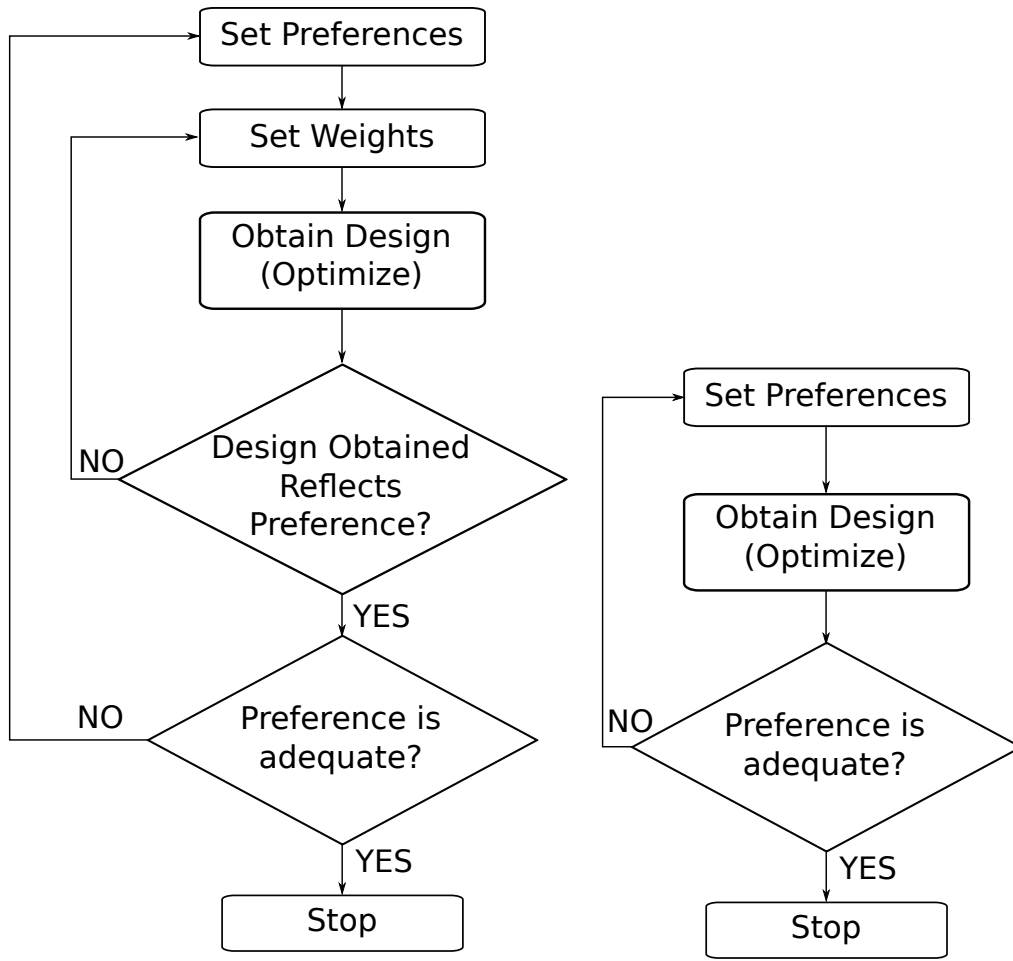 Set Preferences
Set Weights
Obtain Design
(Optimize)
Design Obtained
Reflects
Preference?
NO
YES
Preference is
adequate?
NO
YES
Stop
Set Preferences
Obtain Design
(Optimize)
Preference is
adequate?
NO
YES
Stop